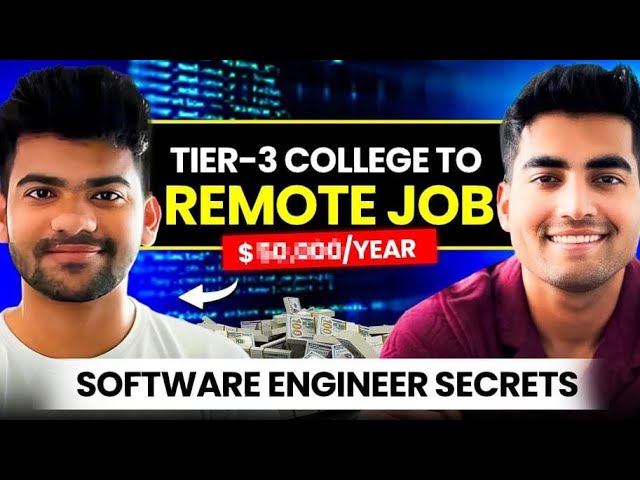 TIER-3 COLLEGE TO
REMOTE JOB
$ /YEAR
SOFTWARE ENGINEER SECRETS